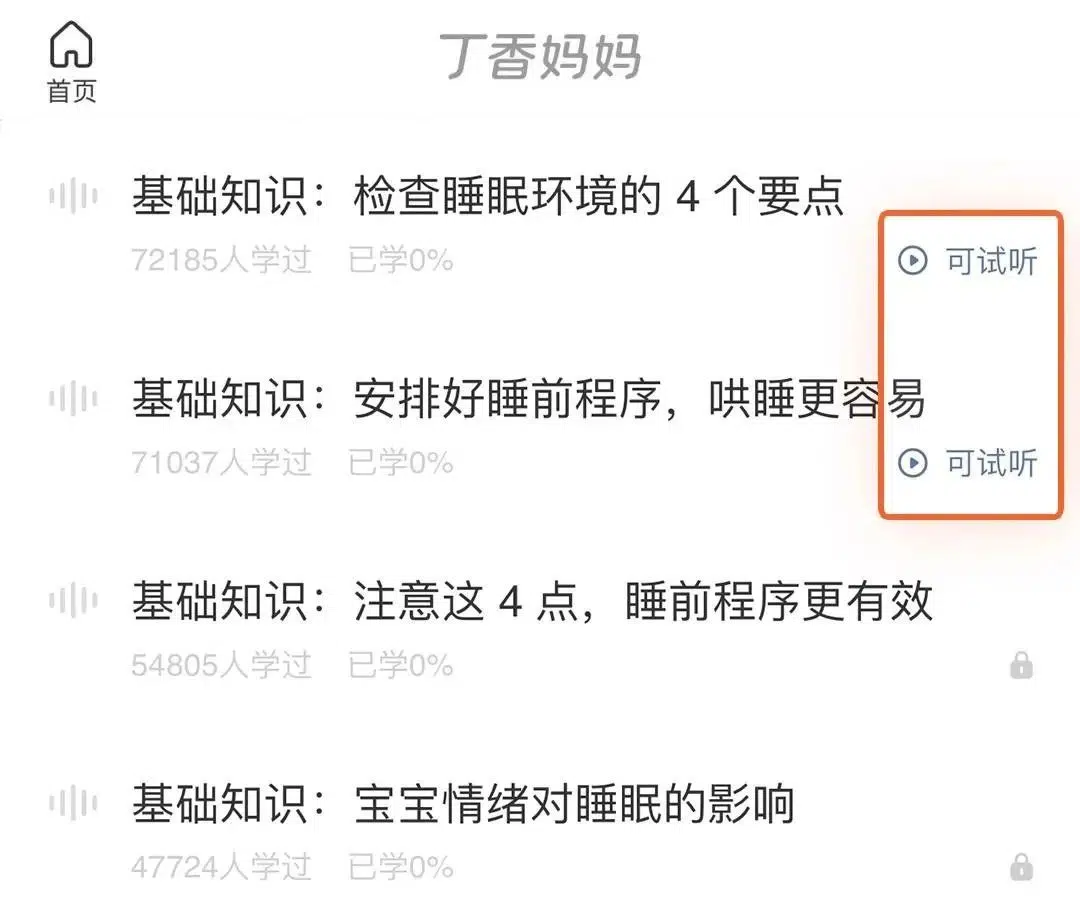 丁香妈妈
首页
基础知识：检查睡眠环境的 4 个要点
72185人学过 已学0%
可试听
基础知识：安排好睡前程序，哄睡更容易
71037人学过 已学0%
可试听
基础知识：注意这 4 点，睡前程序更有效
54805人学过 已学0%
基础知识：宝宝情绪对睡眠的影响
47724人学过 已学0%